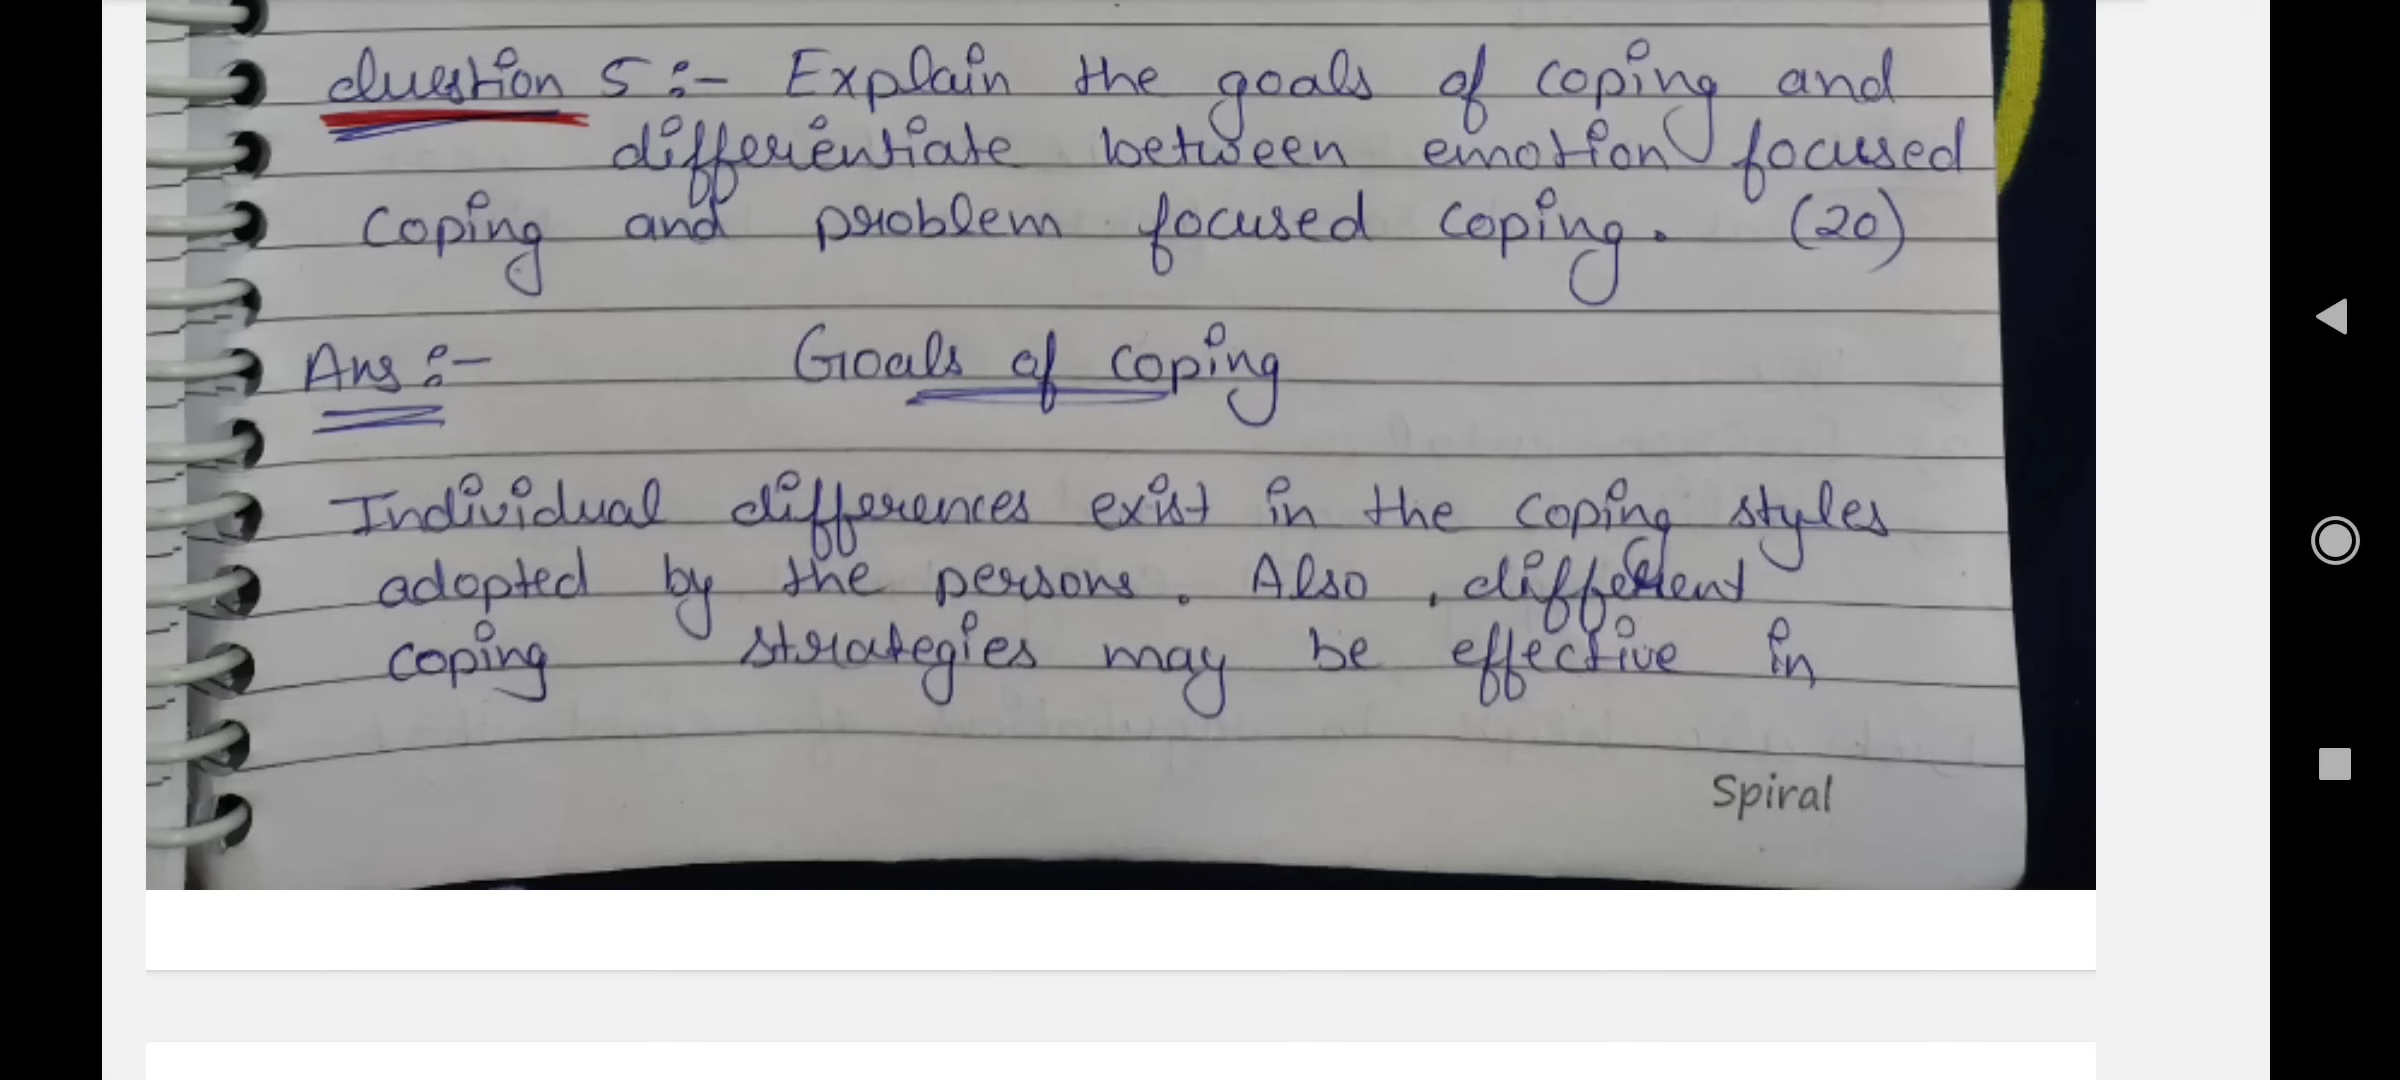 Question 5 :- Explain the goals of coping and
differentiate between emotion focused
coping and problem focused coping. (20)
Ans :- Goals of coping
Individual differences exist in the coping styles
adopted by the persons. Also, different
coping strategies may be effective in
Spiral